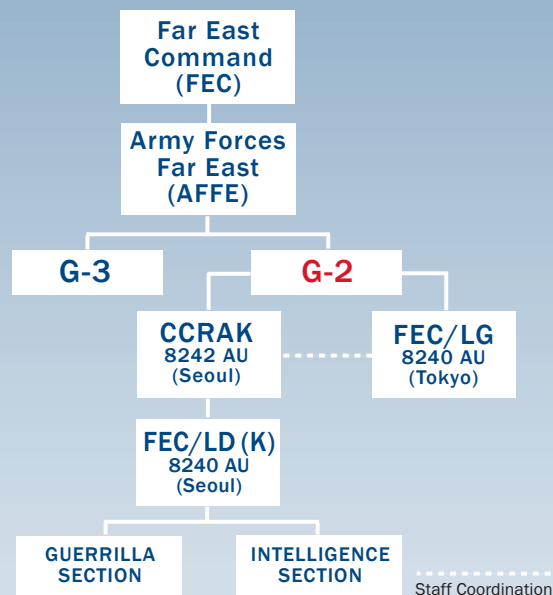 Far East
Command
(FEC)
Army Forces
Far East
(AFFE)
G-3
G-2
CCRAK
8242 AU
(Seoul)
FEC/LG
8240 AU
(Tokyo)
FEC/LD (K)
8240 AU
(Seoul)
GUERRILLA
SECTION
INTELLIGENCE
SECTION
Staff Coordination